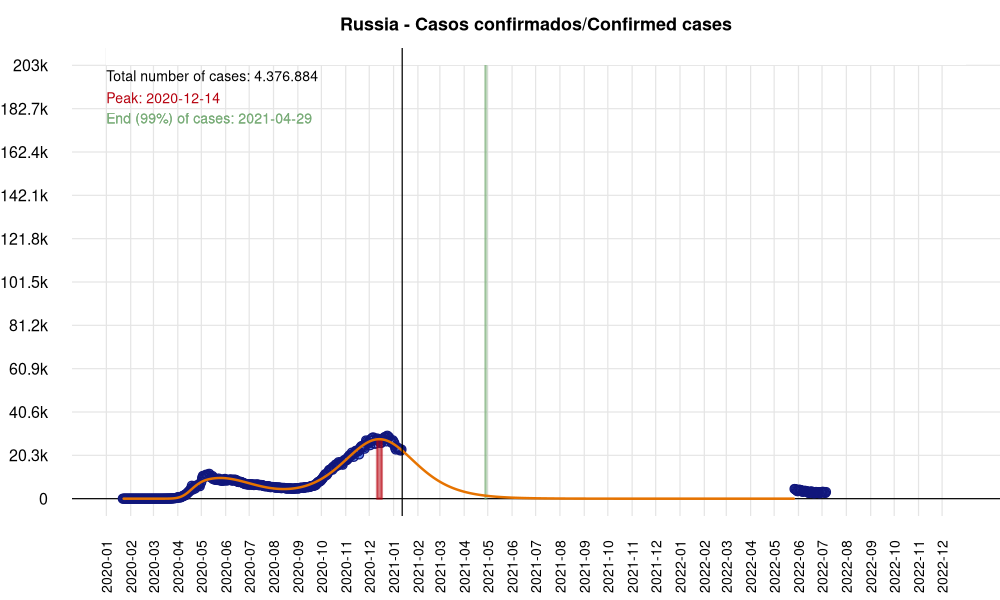 Russia - Casos confirmados/Confirmed cases
203k
182.7k
162.4k
142.1k
121.8k
101.5k
81.2k
60.9k
40.6k
20.3k
0
Total number of cases: 4.376.884
Peak: 2020-12-14
End (99%) of cases: 2021-04-29
2020-01
2020-02
2020-03
2020-04
2020-05
2020-06
2020-07
2020-08
2020-09
2020-10
2020-11
2020-12
2021-01
2021-02
2021-03
2021-04
2021-05
2021-06
2021-07
2021-08
2021-09
2021-10
2021-11
2021-12
2022-01
2022-02
2022-03
2022-04
2022-05
2022-06
2022-07
2022-08
2022-09
2022-10
2022-11
2022-12